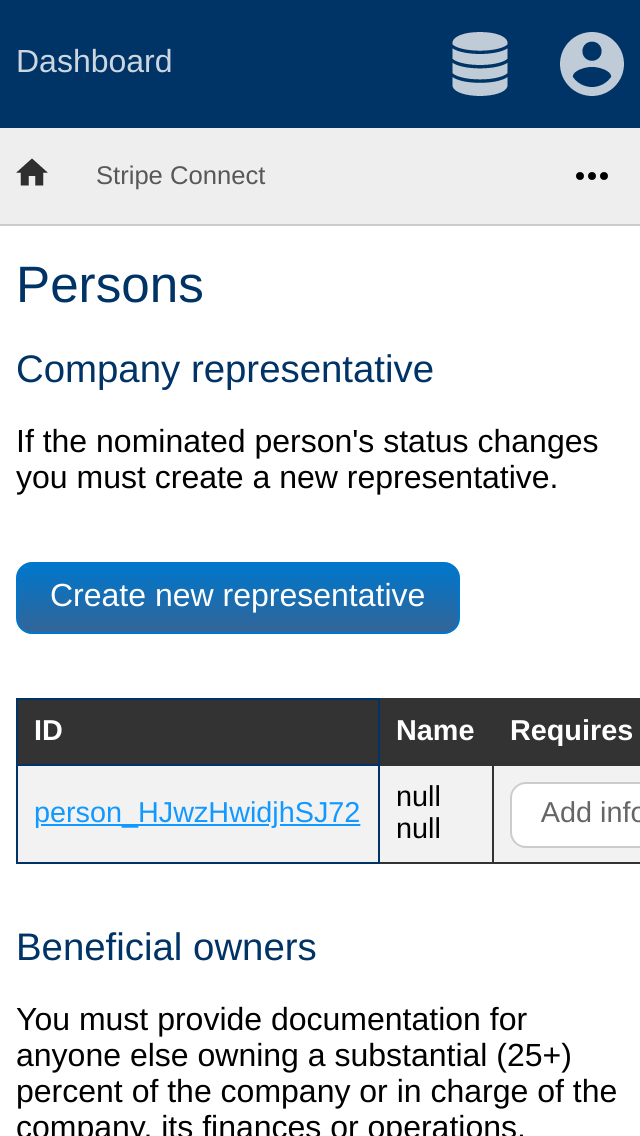 Dashboard
Stripe Connect
Persons
Company representative
If the nominated person's status changes
you must create a new representative.
Create new representative
ID Name Requires
person_HJwzHwidjhSJ72 null null Add info
Beneficial owners
You must provide documentation for
anyone else owning a substantial (25+)
percent of the company or in charge of the
company, its finances or operations.